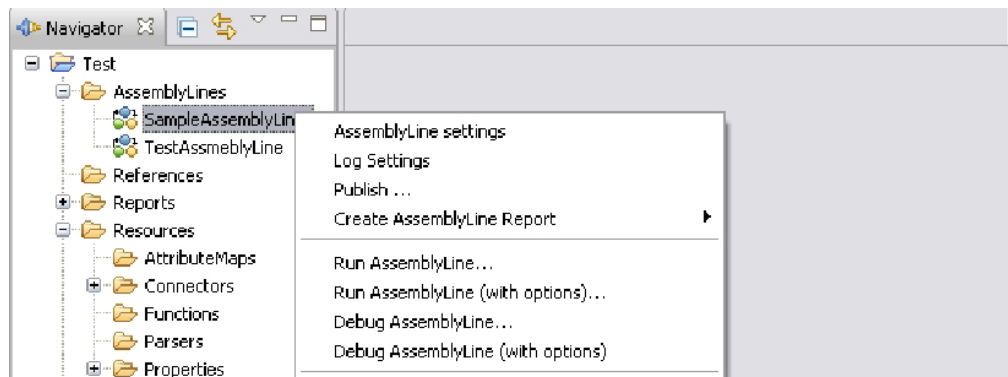 Navigator
Test
AssemblyLines
SampleAssemblyLin
TestAssmeblyLine
References
Reports
Resources
AttributeMaps
Connectors
Functions
Parsers
Properties
AssemblyLine settings
Log Settings
Publish ...
Create AssemblyLine Report
Run AssemblyLine...
Run AssemblyLine (with options)...
Debug AssemblyLine...
Debug AssemblyLine (with options)